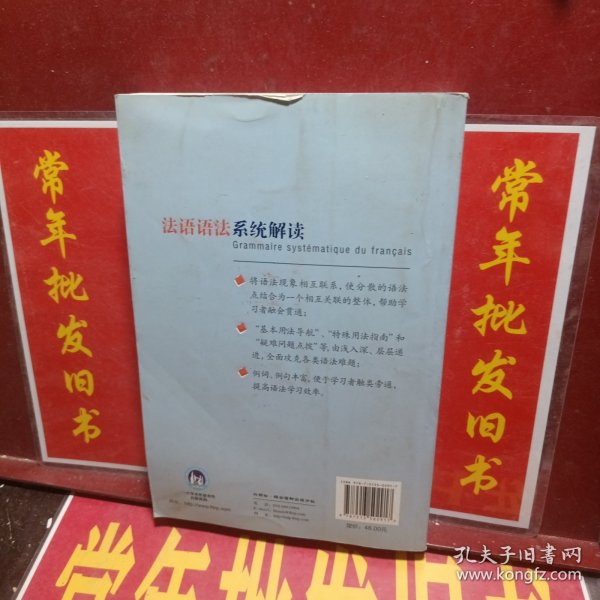 常年批发旧书
法语语法系统解读
Grammaire systématique du français
将语法现象相互联系，使分散的语法
点结合为一个相互关联的整体，帮助学
习者融会贯通；
“基本用法导航”、“特殊用法指南”和
“疑难问题点拨”等，由浅入深、层层递
进，全面攻克各类语法难题；
例词、例句丰富，便于学习者触类旁通，
提高语法学习效率。
定价：46.00元
常年批发旧书
常年批发旧书
孔夫子旧书网
www.kongfz.com